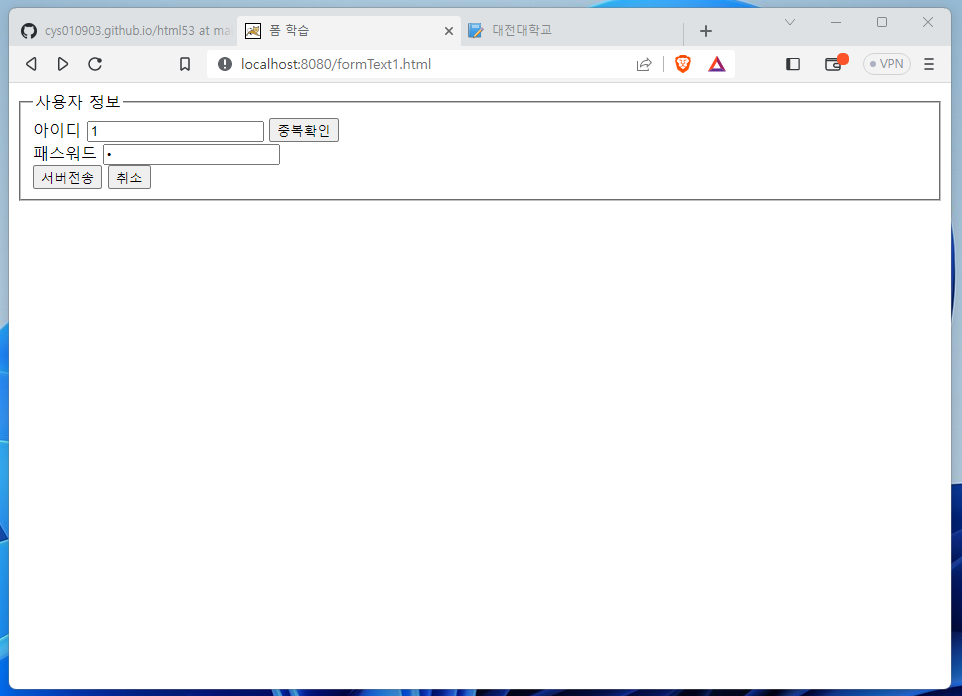 cys010903.github.io/html53 at ma
폼 학습
대전대학교
localhost:8080/formText1.html
VPN
사용자 정보
아이디 1 중복확인
패스워드 •
서버전송 취소